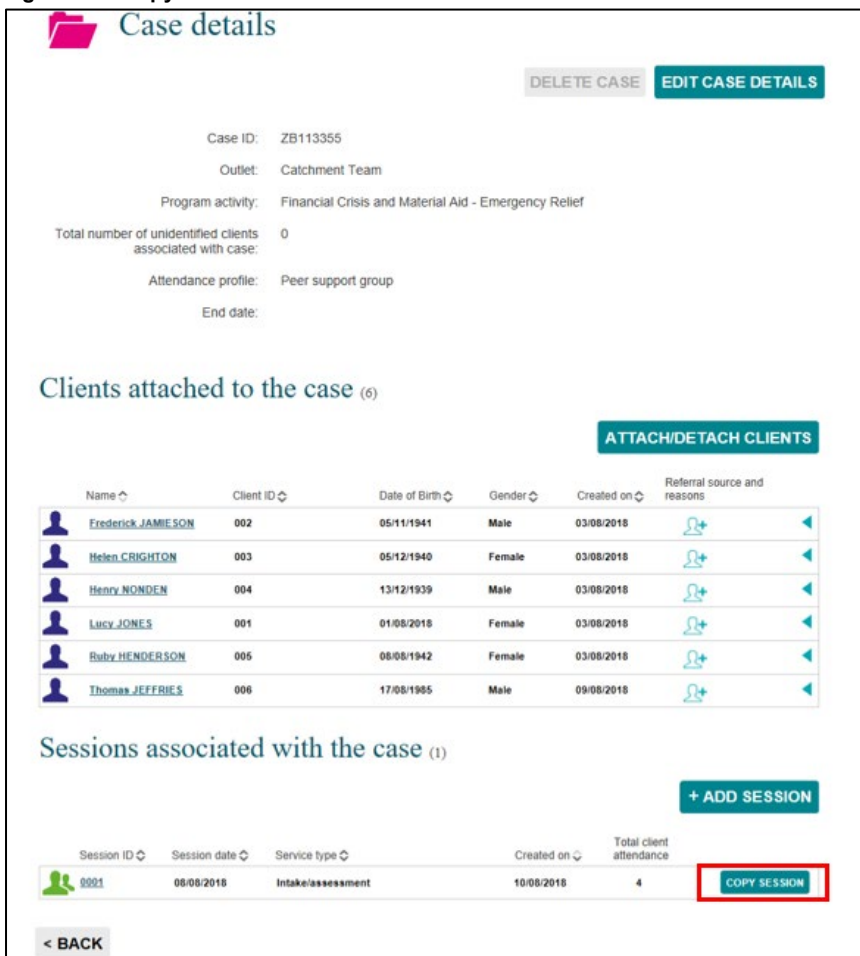 Case details
DELETE CASE EDIT CASE DETAILS
Case ID: ZB113355
Outlet: Catchment Team
Program activity: Financial Crisis and Material Aid - Emergency Relief
Total number of unidentified clients 0
associated with case:
Attendance profile: Peer support group
End date:
Clients attached to the case (6)
ATTACH/DETACH CLIENTS
Referral source and
Name Client ID Date of Birth Gender Created on reasons
Frederick JAMIESON 002 05/11/1941 Male 03/08/2018
Helen CRIGHTON 003 05/12/1940 Female 03/08/2018
Henry NONDEN 004 13/12/1939 Male 03/08/2018
Lucy JONES 001 01/08/2018 Female 03/08/2018
Ruby HENDERSON 005 08/08/1942 Female 03/08/2018
Thomas JEFFRIES 006 17/08/1985 Male 09/08/2018
Sessions associated with the case (1)
+ ADD SESSION
Total client
Session ID Session date Service type Created on attendance
0001 08/08/2018 Intake/assessment 10/08/2018 4 COPY SESSION
< BACK